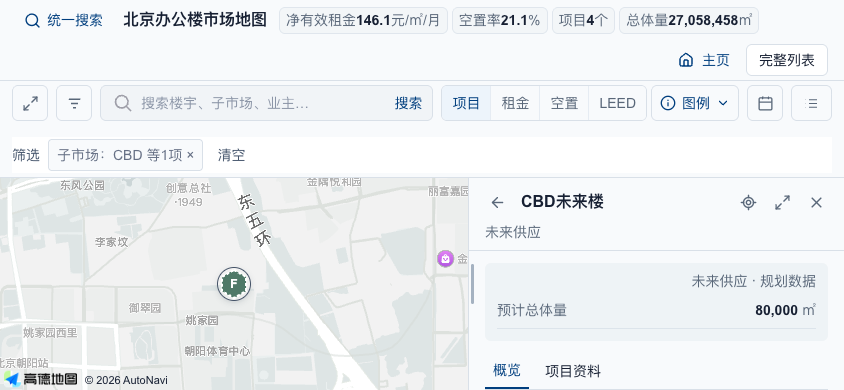 统一搜索 北京办公楼市场地图 净有效租金146.1元/㎡/月 空置率21.1% 项目4个 总体量27,058,458㎡
主页 完整列表
搜索楼宇、子市场、业主... 搜索 项目 租金 空置 LEED 图例
筛选 子市场：CBD 等1项 × 清空
东风公园
创意总社
·1949
金隅悦和园
丽富嘉园
东五环
李家坟
金
F
御翠园
姚家园
姚家园西里
朝阳体育中心
北京朝阳站
高德地图 © 2026 AutoNavi
CBD未来楼
未来供应
未来供应 · 规划数据
预计总体量 80,000 ㎡
概览 项目资料